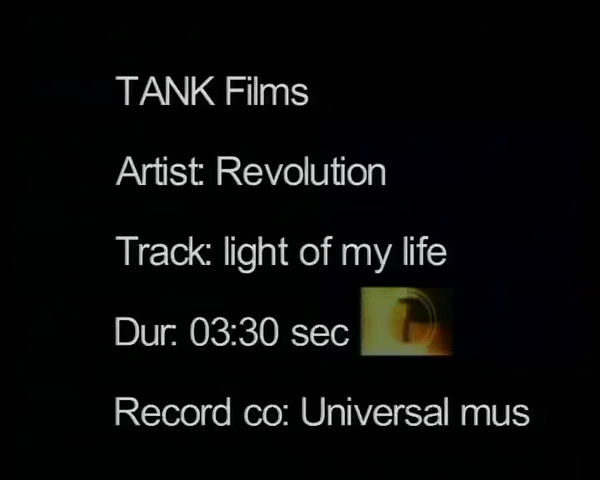 TANK Films
Artist: Revolution
Track: light of my life
Dur: 03:30 sec
Record co: Universal mus